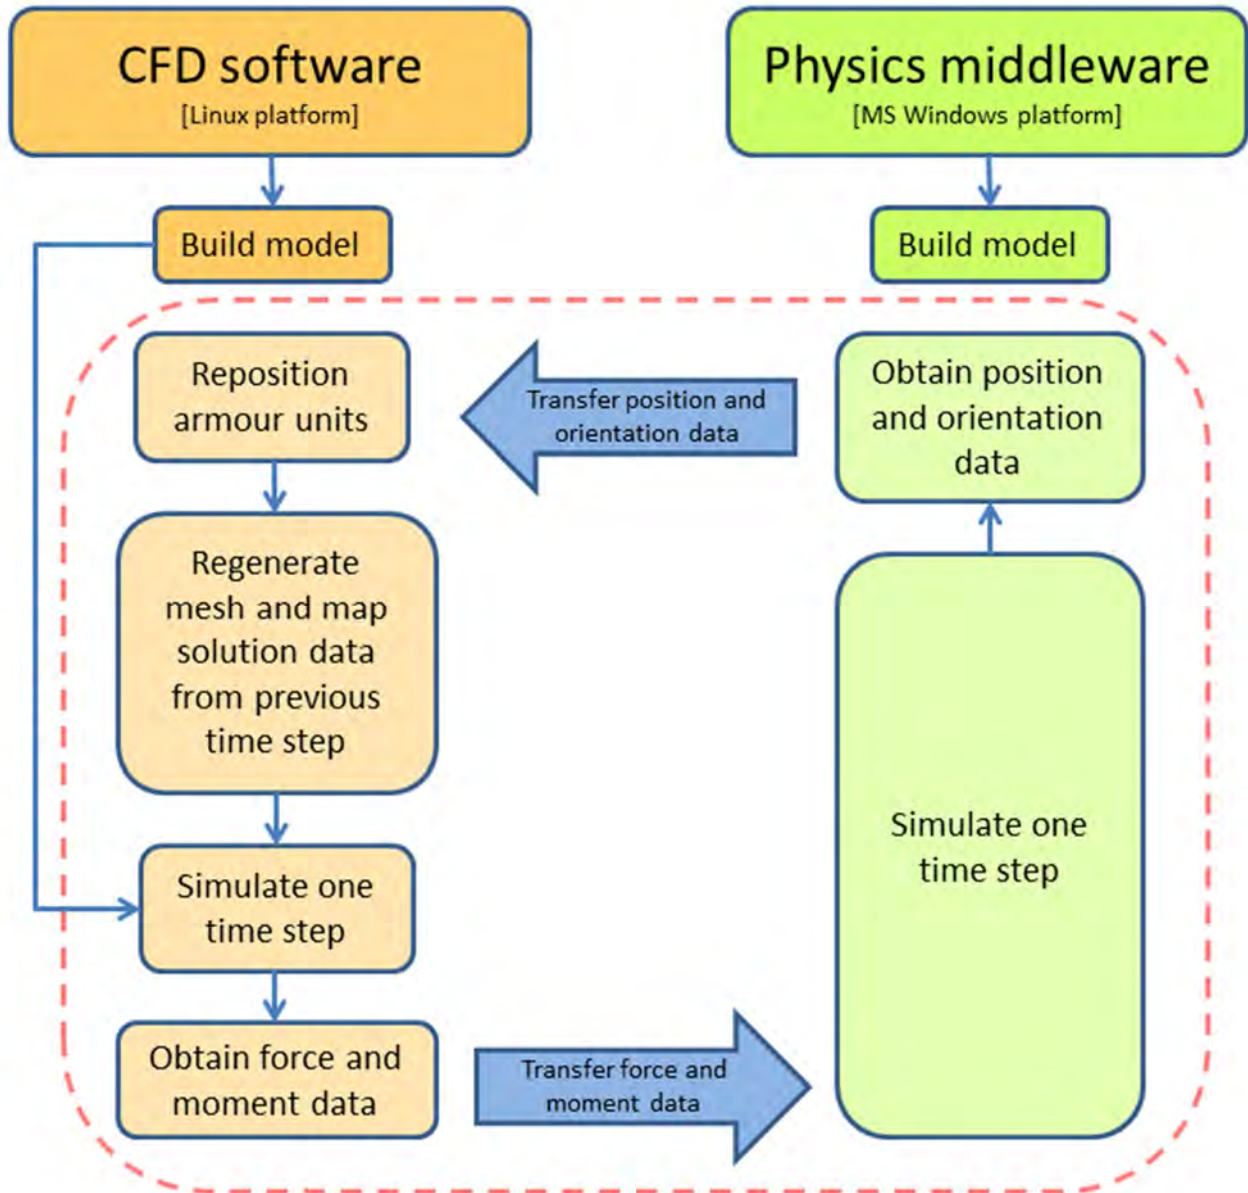 CFD software
[Linux platform]
Build model
Physics middleware
[MS Windows platform]
Build model
Reposition
armour units
Transfer position and
orientation data
Obtain position
and orientation
data
Regenerate
mesh and map
solution data
from previous
time step
Simulate one
time step
Simulate one
time step
Obtain force and
moment data
Transfer force and
moment data